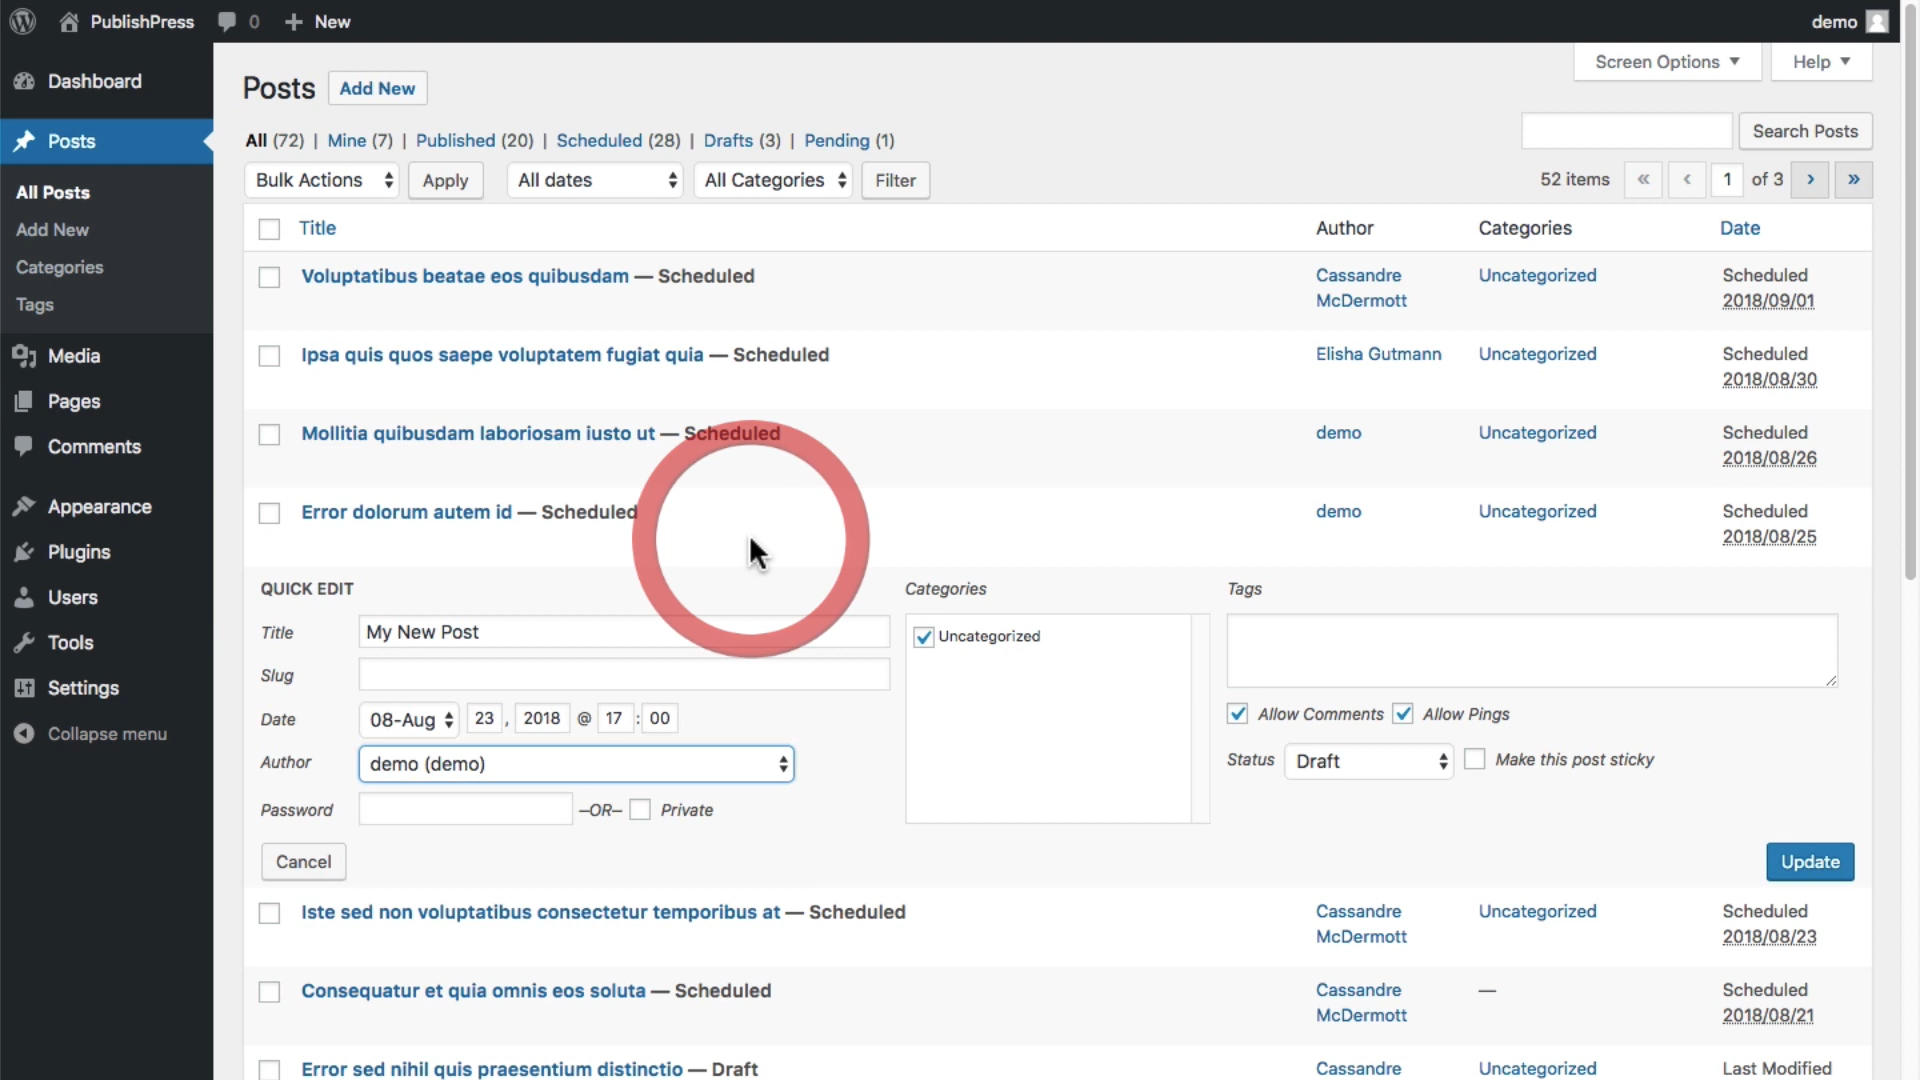 PublishPress 0 New demo
Screen Options Help
Dashboard
Posts
All Posts
Add New
Categories
Tags
Media
Pages
Comments
Appearance
Plugins
Users
Tools
Settings
Collapse menu
Posts Add New
All (72) | Mine (7) | Published (20) | Scheduled (28) | Drafts (3) | Pending (1)
Search Posts
Bulk Actions Apply All dates All Categories Filter
52 items « ‹ 1 of 3 › »
Title Author Categories Date
Voluptatibus beatae eos quibusdam — Scheduled
Cassandre
McDermott
Uncategorized
Scheduled
2018/09/01
Ipsa quis quos saepe voluptatem fugiat quia — Scheduled
Elisha Gutmann
Uncategorized
Scheduled
2018/08/30
Mollitia quibusdam laboriosam iusto ut — Scheduled
demo
Uncategorized
Scheduled
2018/08/26
Error dolorum autem id — Scheduled
demo
Uncategorized
Scheduled
2018/08/25
QUICK EDIT
Title My New Post
Slug
Date 08-Aug 23 , 2018 @ 17 : 00
Author demo (demo)
Password –OR– Private
Categories
Uncategorized
Tags
Allow Comments Allow Pings
Status Draft Make this post sticky
Cancel Update
Iste sed non voluptatibus consectetur temporibus at — Scheduled
Cassandre
McDermott
Uncategorized
Scheduled
2018/08/23
Consequatur et quia omnis eos soluta — Scheduled
Cassandre
McDermott
—
Scheduled
2018/08/21
Error sed nihil quis praesentium distinctio — Draft
Cassandre
Uncategorized
Last Modified